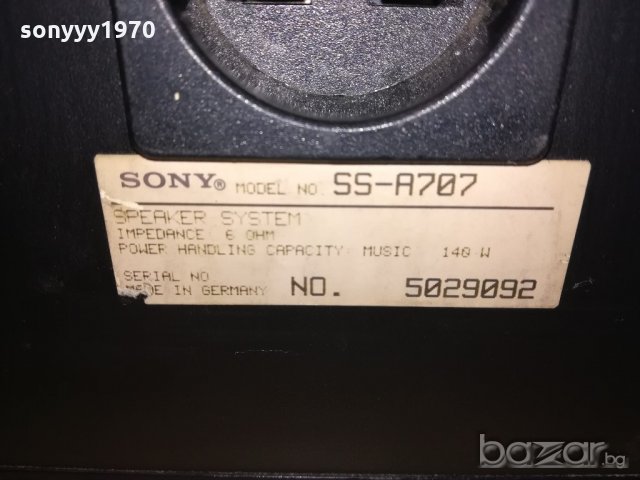 sonyyy1970
SONY® MODEL NO. SS-A707
SPEAKER SYSTEM
IMPEDANCE 6 OHM
POWER HANDLING CAPACITY: MUSIC 140 W
SERIAL NO
MADE IN GERMANY NO. 5029092
bazar.bg